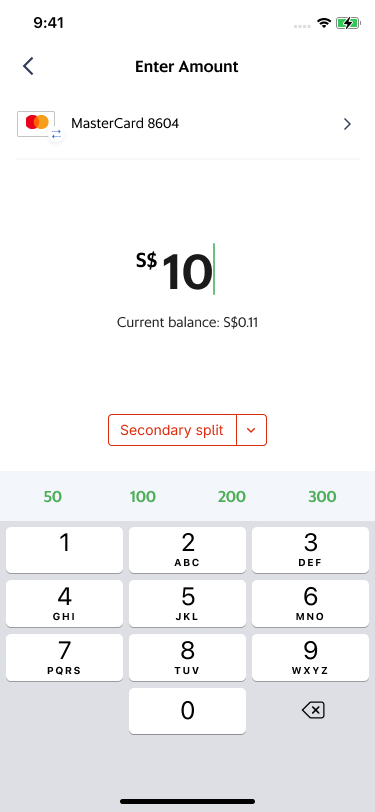 9:41
Enter Amount
MasterCard 8604
S$ 10
Current balance: S$0.11
Secondary split
50 100 200 300
1 2 3
ABC DEF
4 5 6
GHI JKL MNO
7 8 9
PQRS TUV WXYZ
0